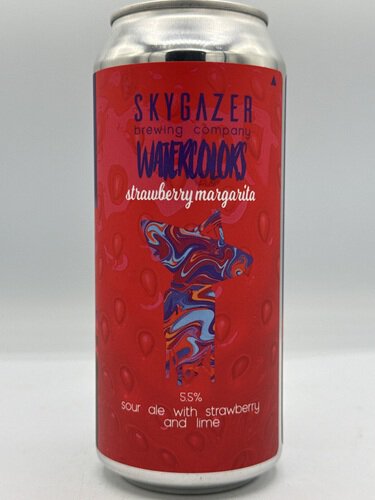 SKYGAZER
brewing company
WATERCOLORS
strawberry margarita
5.5%
sour ale with strawberry
and lime